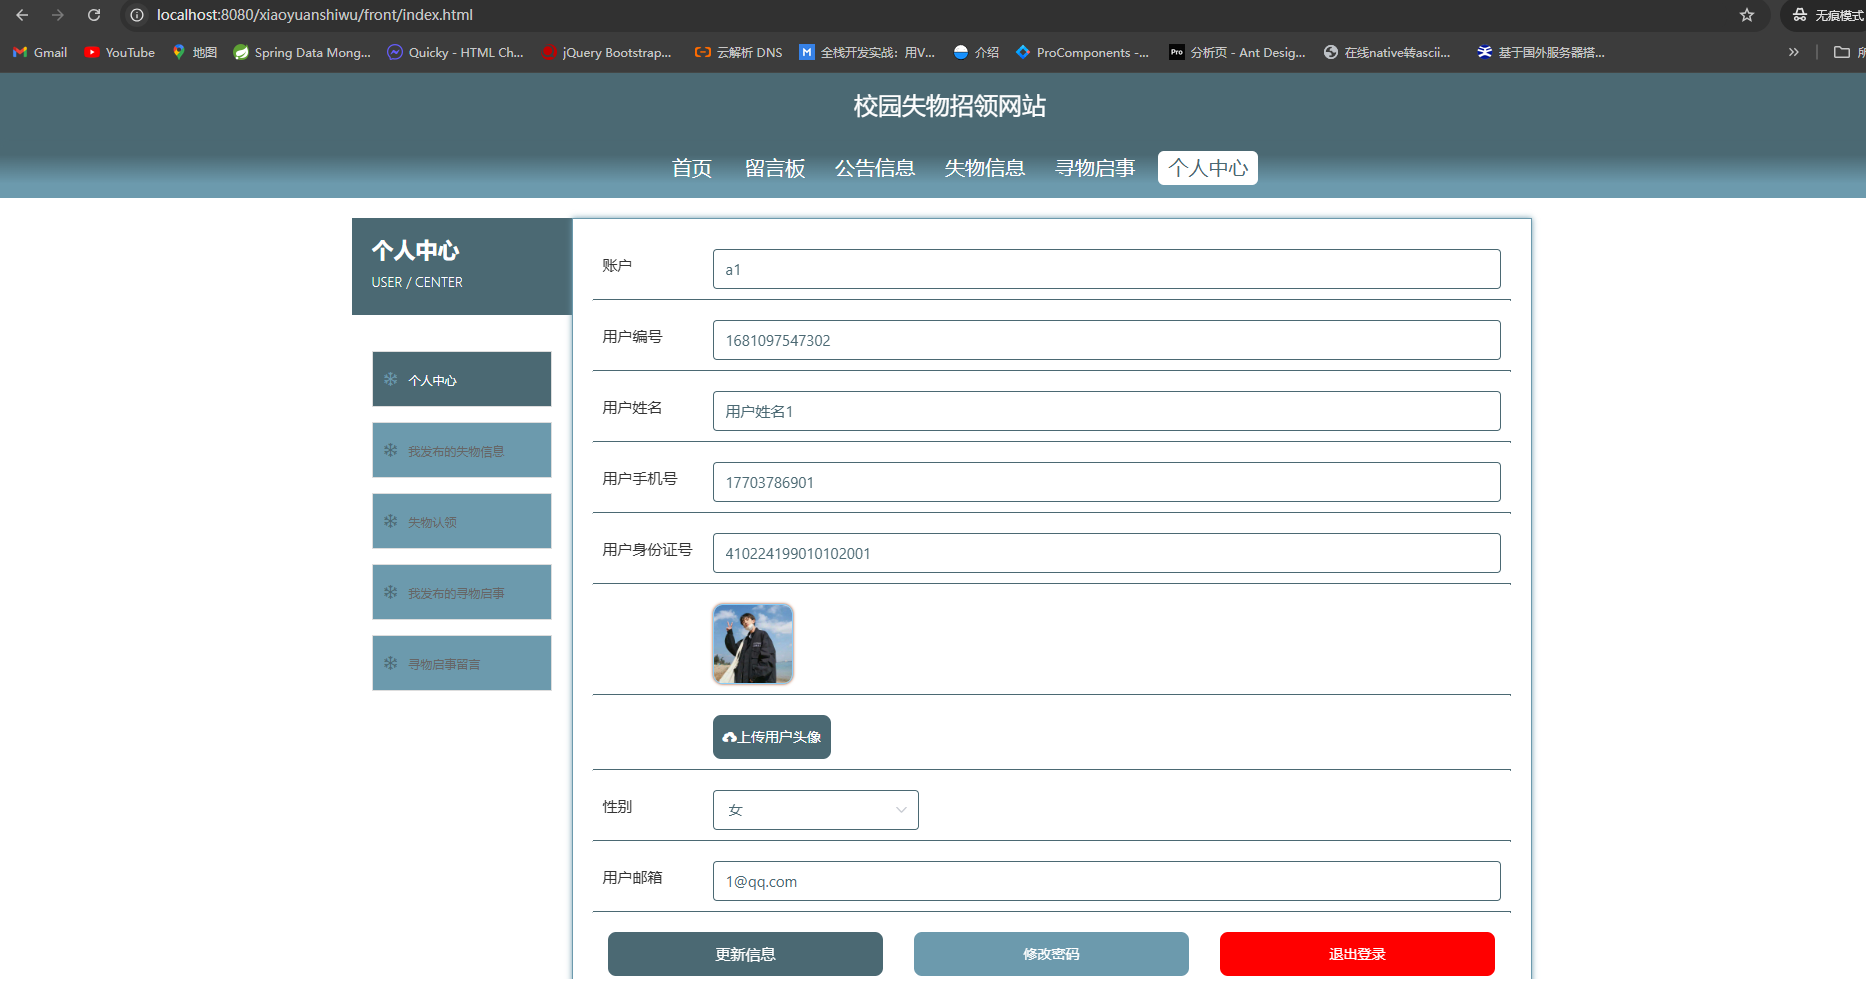 localhost:8080/xiaoyuanshiwu/front/index.html
无痕模式
Gmail
YouTube
地图
Spring Data Mong...
Quicky - HTML Ch...
jQuery Bootstrap...
云解析 DNS
全栈开发实战：用V...
介绍
ProComponents -...
Pro
分析页 - Ant Desig...
在线native转ascii...
基于国外服务器搭...
校园失物招领网站
首页
留言板
公告信息
失物信息
寻物启事
个人中心
个人中心
USER / CENTER
个人中心
我发布的失物信息
失物认领
我发布的寻物启事
寻物启事留言
账户
a1
用户编号
1681097547302
用户姓名
用户姓名1
用户手机号
17703786901
用户身份证号
410224199010102001
上传用户头像
性别
女
用户邮箱
1@qq.com
更新信息
修改密码
退出登录